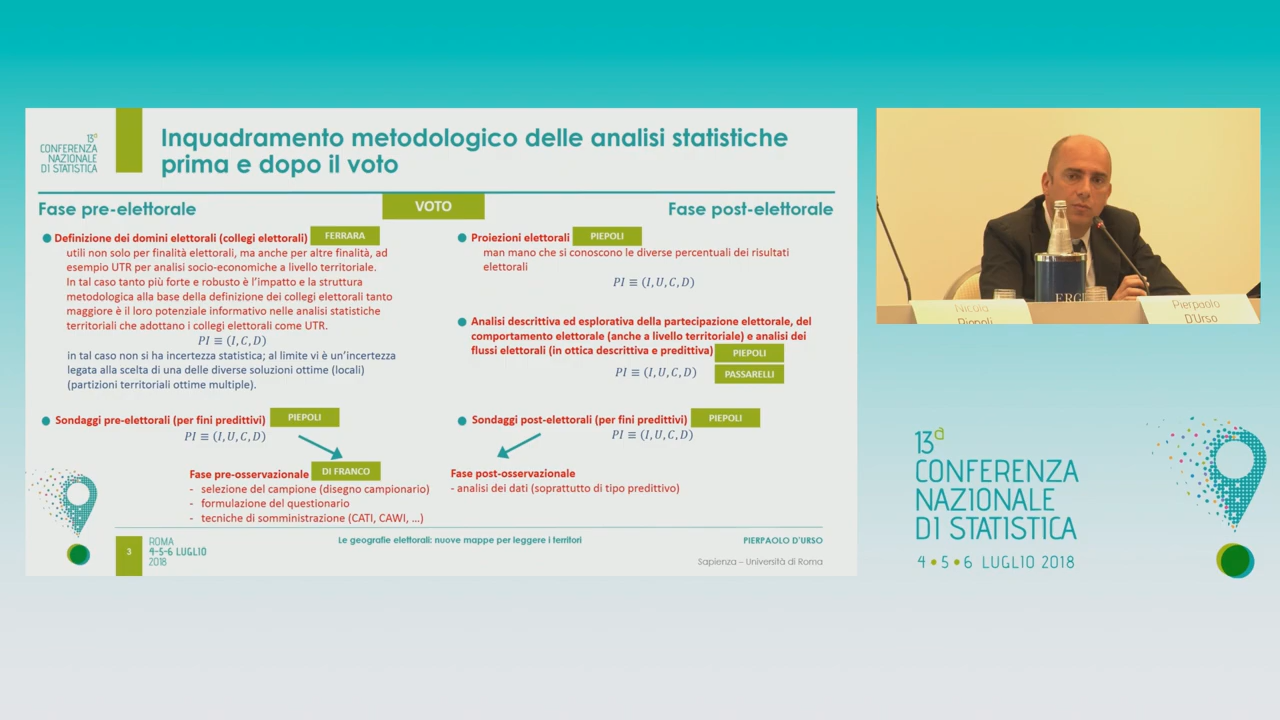 13ª
CONFERENZA
NAZIONALE
DI STATISTICA
Inquadramento metodologico delle analisi statistiche
prima e dopo il voto
Fase pre-elettorale
VOTO
Fase post-elettorale
Definizione dei domini elettorali (collegi elettorali) FERRARA
utili non solo per finalità elettorali, ma anche per altre finalità, ad
esempio UTR per analisi socio-economiche a livello territoriale.
In tal caso tanto più forte e robusto è l'impatto e la struttura
metodologica alla base della definizione dei collegi elettorali tanto
maggiore è il loro potenziale informativo nelle analisi statistiche
territoriali che adottano i collegi elettorali come UTR.
PI ≡ (I, C, D)
in tal caso non si ha incertezza statistica; al limite vi è un'incertezza
legata alla scelta di una delle diverse soluzioni ottime (locali)
(partizioni territoriali ottime multiple).
Sondaggi pre-elettorali (per fini predittivi) PIEPOLI
PI ≡ (I, U, C, D)
Fase pre-osservazionale DI FRANCO
- selezione del campione (disegno campionario)
- formulazione del questionario
- tecniche di somministrazione (CATI, CAWI, ...)
Proiezioni elettorali PIEPOLI
man mano che si conoscono le diverse percentuali dei risultati
elettorali
PI ≡ (I, U, C, D)
Analisi descrittiva ed esplorativa della partecipazione elettorale, del
comportamento elettorale (anche a livello territoriale) e analisi dei
flussi elettorali (in ottica descrittiva e predittiva) PIEPOLI
PI ≡ (I, U, C, D) PASSARELLI
Sondaggi post-elettorali (per fini predittivi) PIEPOLI
PI ≡ (I, U, C, D)
Fase post-osservazionale
- analisi dei dati (soprattutto di tipo predittivo)
3
ROMA
4-5-6 LUGLIO
2018
Le geografie elettorali: nuove mappe per leggere i territori
PIERPAOLO D'URSO
Sapienza – Università di Roma
ERGI
Nicola
Piepoli
Pierpaolo
D'Urso
13ª
CONFERENZA
NAZIONALE
DI STATISTICA
4 • 5 • 6 LUGLIO 2018